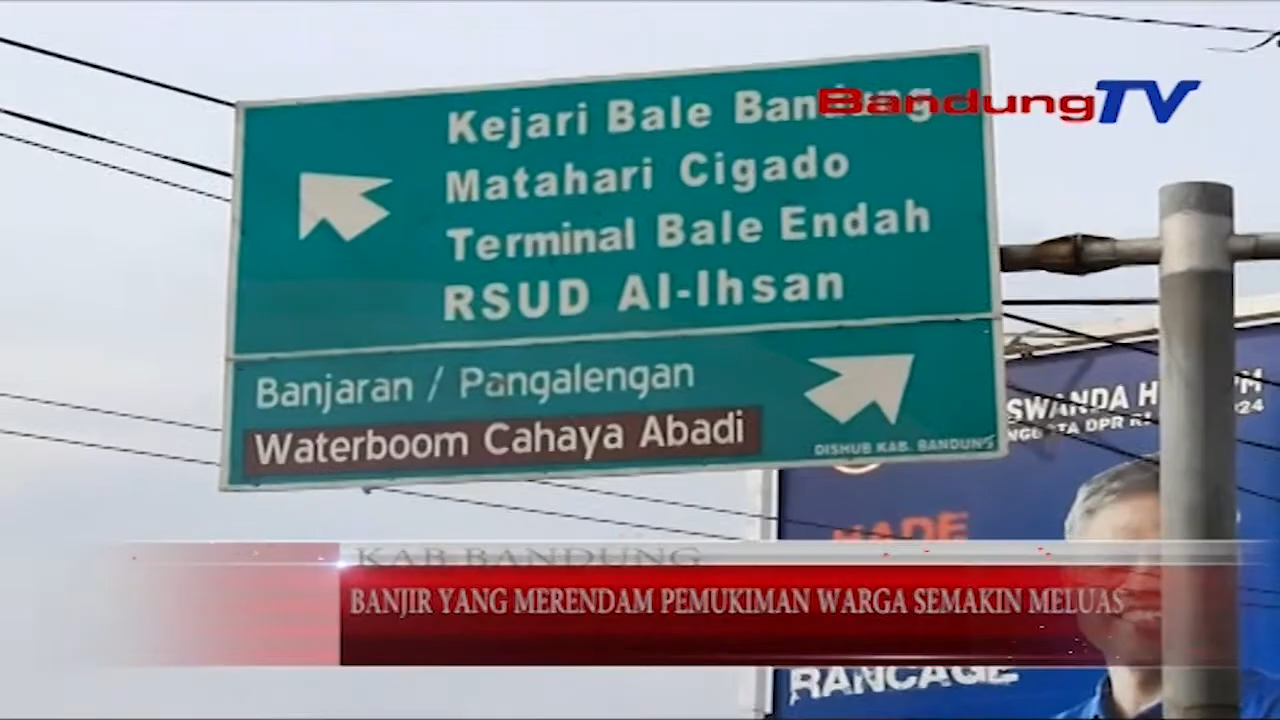 Kejari Bale Bandung
BandungTV
Matahari Cigado
Terminal Bale Endah
RSUD Al-Ihsan
Banjaran / Pangalengan
Waterboom Cahaya Abadi
DISHUB KAB. BANDUNG
KAB BANDUNG
BANJIR YANG MERENDAM PEMUKIMAN WARGA SEMAKIN MELUAS
RANCAGE